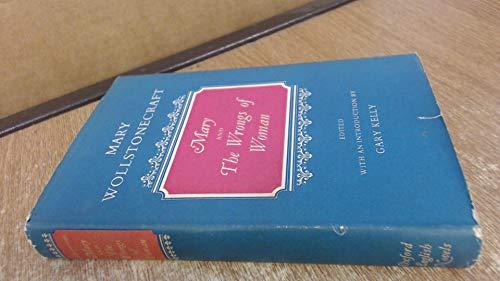 MARY
WOLLSTONECRAFT
Mary AND
The Wrongs of
Woman
EDITED
WITH AN INTRODUCTION BY
GARY KELLY
Mary
Oxford
English
Novels